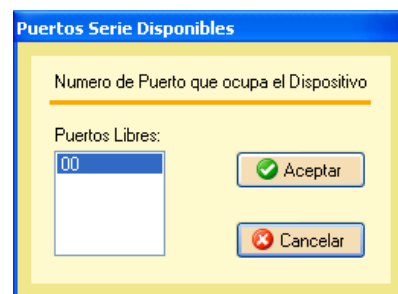 Puertos Serie Disponibles
Numero de Puerto que ocupa el Dispositivo
Puertos Libres:
00
Aceptar
Cancelar